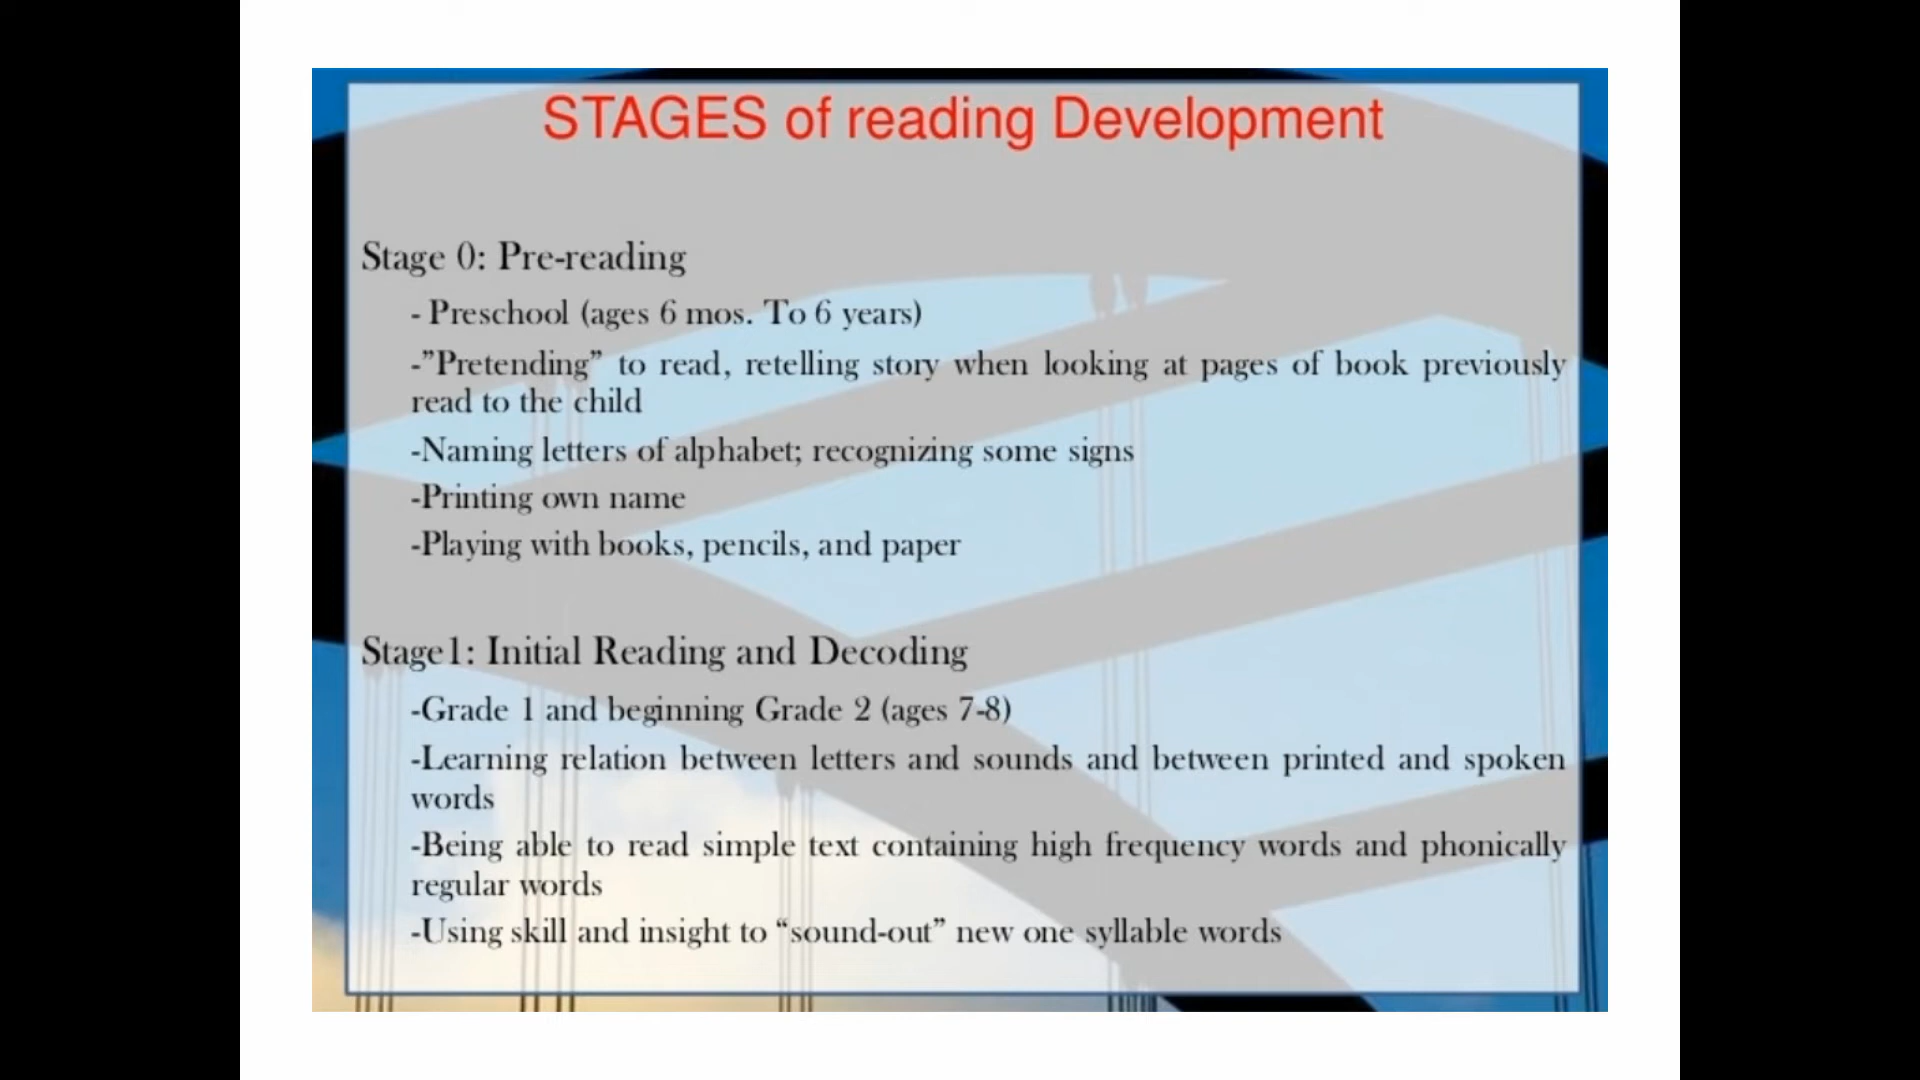 STAGES of reading Development
Stage 0: Pre-reading
- Preschool (ages 6 mos. To 6 years)
-”Pretending” to read, retelling story when looking at pages of book previously
read to the child
-Naming letters of alphabet; recognizing some signs
-Printing own name
-Playing with books, pencils, and paper
Stage1: Initial Reading and Decoding
-Grade 1 and beginning Grade 2 (ages 7-8)
-Learning relation between letters and sounds and between printed and spoken
words
-Being able to read simple text containing high frequency words and phonically
regular words
-Using skill and insight to “sound-out” new one syllable words